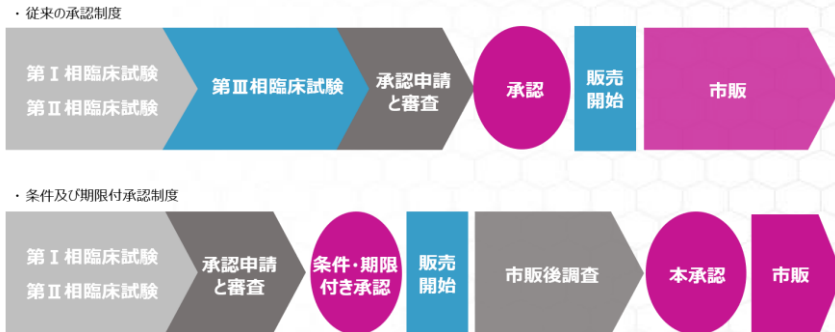 ・従来の承認制度
第Ⅰ相臨床試験
第Ⅱ相臨床試験
第Ⅲ相臨床試験
承認申請
と審査
承認
販売
開始
市販
・条件及び期限付承認制度
第Ⅰ相臨床試験
第Ⅱ相臨床試験
承認申請
と審査
条件・期限
付き承認
販売
開始
市販後調査
本承認
市販